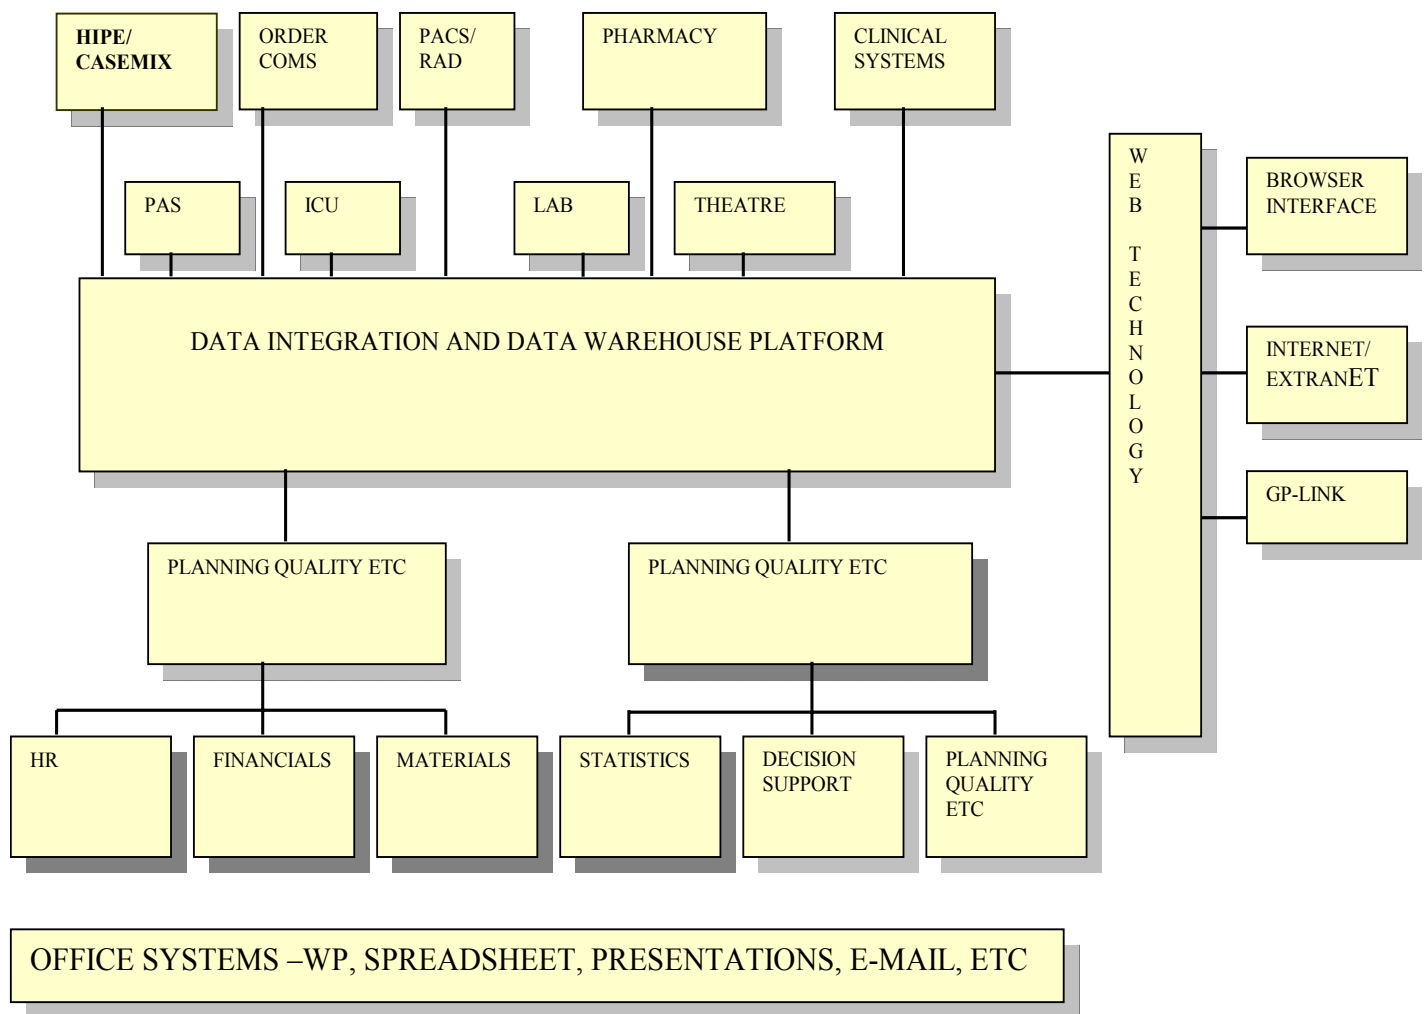 HIPE/
CASEMIX
ORDER
COMS
PACS/
RAD
PHARMACY
CLINICAL
SYSTEMS
PAS
ICU
LAB
THEATRE
DATA INTEGRATION AND DATA WAREHOUSE PLATFORM
W
E
B
T
E
C
H
N
O
L
O
G
Y
BROWSER
INTERFACE
INTERNET/
EXTRANET
GP-LINK
PLANNING QUALITY ETC
PLANNING QUALITY ETC
HR
FINANCIALS
MATERIALS
STATISTICS
DECISION
SUPPORT
PLANNING
QUALITY
ETC
OFFICE SYSTEMS –WP, SPREADSHEET, PRESENTATIONS, E-MAIL, ETC